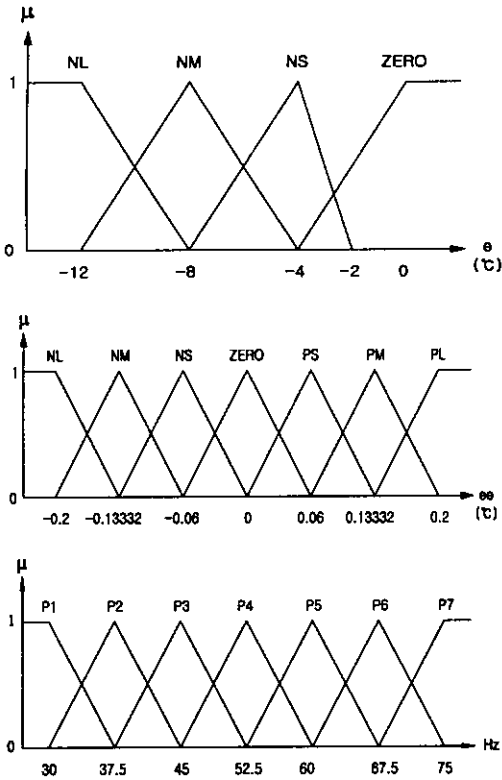 μ
NL NM NS ZERO
1
0
-12 -8 -4 -2 0 e
(℃)
μ
NL NM NS ZERO PS PM PL
1
0
-0.2 -0.13332 -0.06 0 0.06 0.13332 0.2 ee
(℃)
μ
P1 P2 P3 P4 P5 P6 P7
1
0
30 37.5 45 52.5 60 67.5 75 Hz